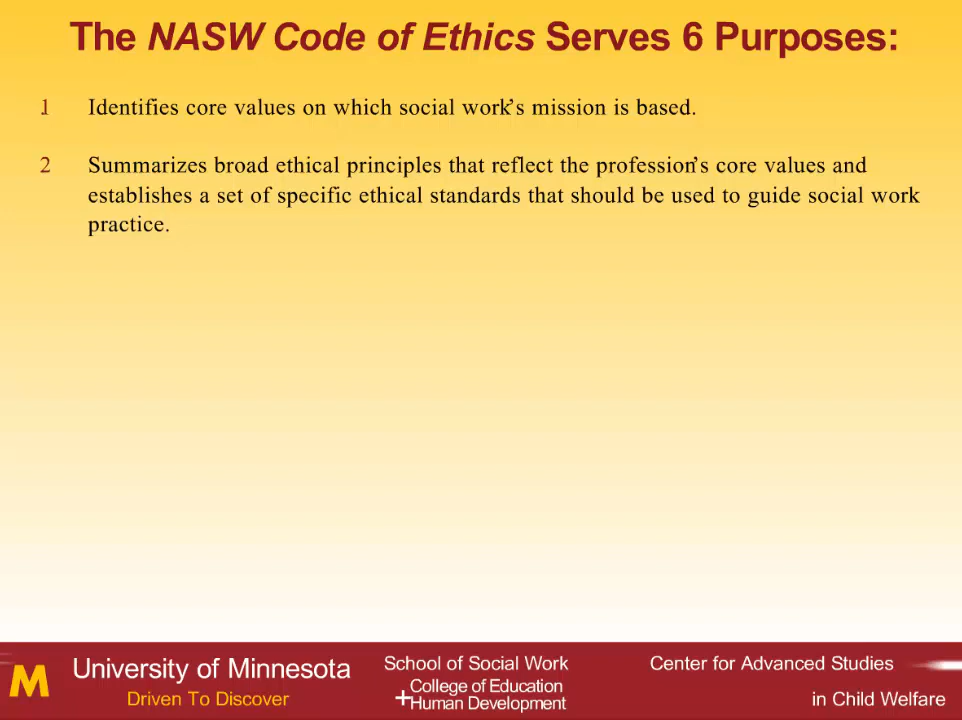 The NASW Code of Ethics Serves 6 Purposes:
1 Identifies core values on which social work's mission is based.
2 Summarizes broad ethical principles that reflect the profession's core values and
establishes a set of specific ethical standards that should be used to guide social work
practice.
M
University of Minnesota
Driven To Discover
School of Social Work
College of Education
+Human Development
Center for Advanced Studies
in Child Welfare